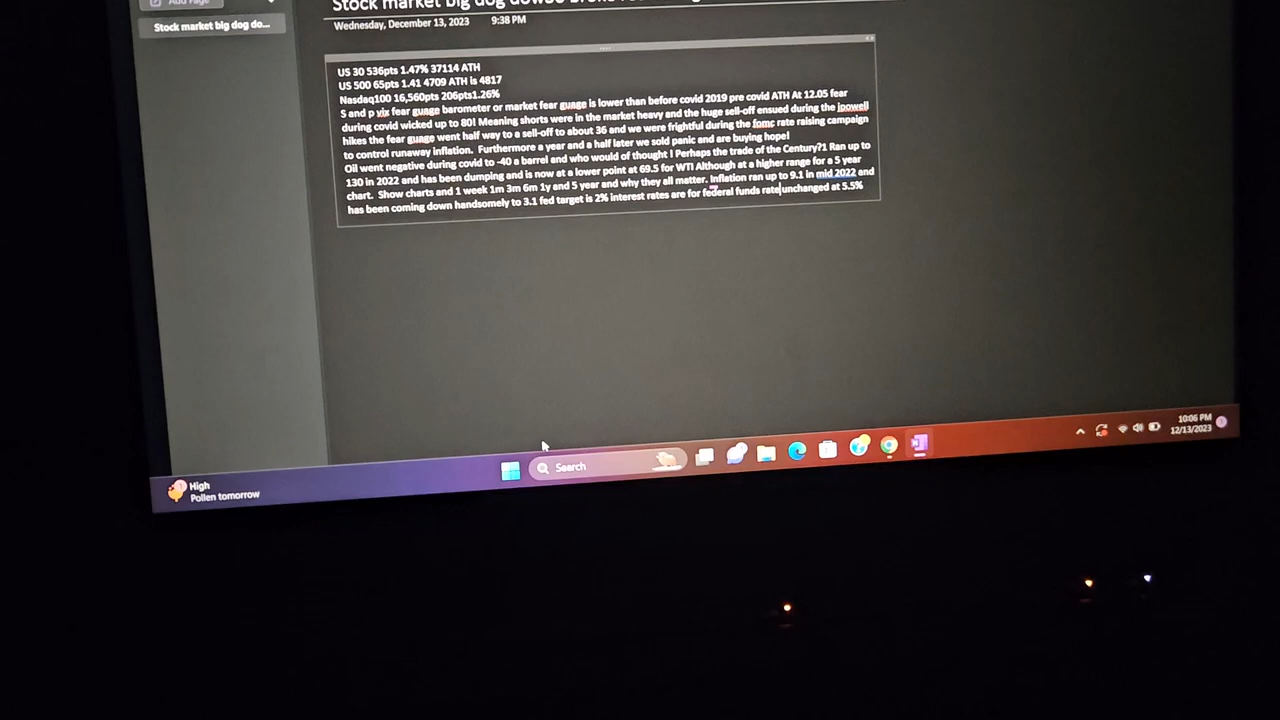 Add Page
Stock market big dog do...
Stock market big dog dow30 broke
Wednesday, December 13, 2023 9:38 PM
US 30 536pts 1.47% 37114 ATH
US 500 65pts 1.41 4709 ATH is 4817
Nasdaq100 16,560pts 206pts1.26%
S and p vix fear guage barometer or market fear guage is lower than before covid 2019 pre covid ATH At 12.05 fear
during covid wicked up to 80! Meaning shorts were in the market heavy and the huge sell-off ensued during the Jpowell
hikes the fear guage went half way to a sell-off to about 36 and we were frightful during the fomc rate raising campaign
to control runaway inflation. Furthermore a year and a half later we sold panic and are buying hope!
Oil went negative during covid to -40 a barrel and who would of thought ! Perhaps the trade of the Century?1 Ran up to
130 in 2022 and has been dumping and is now at a lower point at 69.5 for WTI Although at a higher range for a 5 year
chart. Show charts and 1 week 1m 3m 6m 1y and 5 year and why they all matter. Inflation ran up to 9.1 in mid 2022 and
has been coming down handsomely to 3.1 fed target is 2% interest rates are for federal funds rate unchanged at 5.5%
High
Pollen tomorrow
Search
10:06 PM
12/13/2023